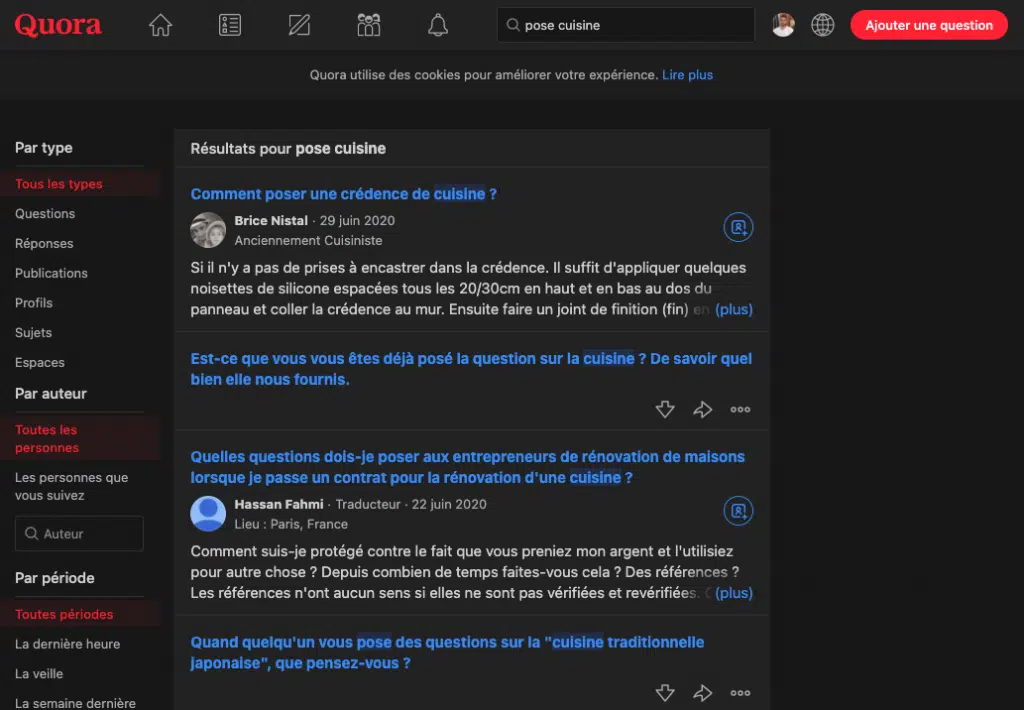 Quora
pose cuisine
Ajouter une question
Quora utilise des cookies pour améliorer votre expérience. Lire plus
Par type
Tous les types
Questions
Réponses
Publications
Profils
Sujets
Espaces
Par auteur
Toutes les
personnes
Les personnes que
vous suivez
Auteur
Par période
Toutes périodes
La dernière heure
La veille
La semaine dernière
Résultats pour pose cuisine
Comment poser une crédence de cuisine ?
Brice Nistal · 29 juin 2020
Anciennement Cuisiniste
Si il n'y a pas de prises à encastrer dans la crédence. Il suffit d'appliquer quelques
noisettes de silicone espacées tous les 20/30cm en haut et en bas au dos du
panneau et coller la crédence au mur. Ensuite faire un joint de finition (fin) en (plus)
Est-ce que vous vous êtes déjà posé la question sur la cuisine ? De savoir quel
bien elle nous fournis.
Quelles questions dois-je poser aux entrepreneurs de rénovation de maisons
lorsque je passe un contrat pour la rénovation d'une cuisine ?
Hassan Fahmi · Traducteur · 22 juin 2020
Lieu : Paris, France
Comment suis-je protégé contre le fait que vous preniez mon argent et l'utilisiez
pour autre chose ? Depuis combien de temps faites-vous cela ? Des références ?
Les références n'ont aucun sens si elles ne sont pas vérifiées et revérifiées. (plus)
Quand quelqu'un vous pose des questions sur la "cuisine traditionnelle
japonaise", que pensez-vous ?